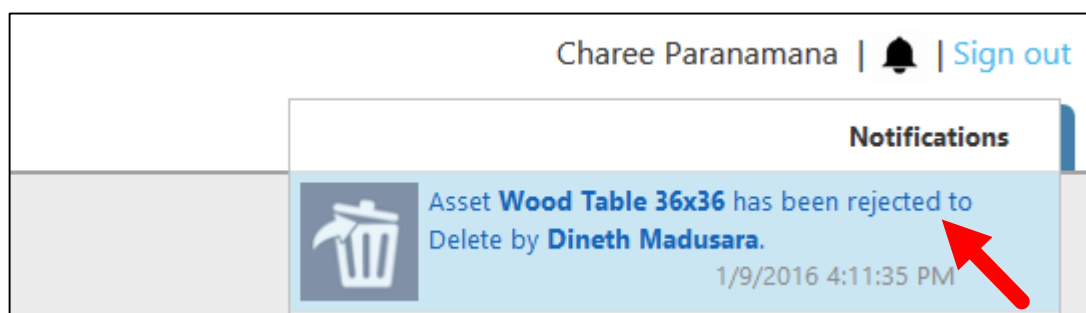 Charee Paranamana | | Sign out
Notifications
Asset Wood Table 36x36 has been rejected to
Delete by Dineth Madusara.
1/9/2016 4:11:35 PM